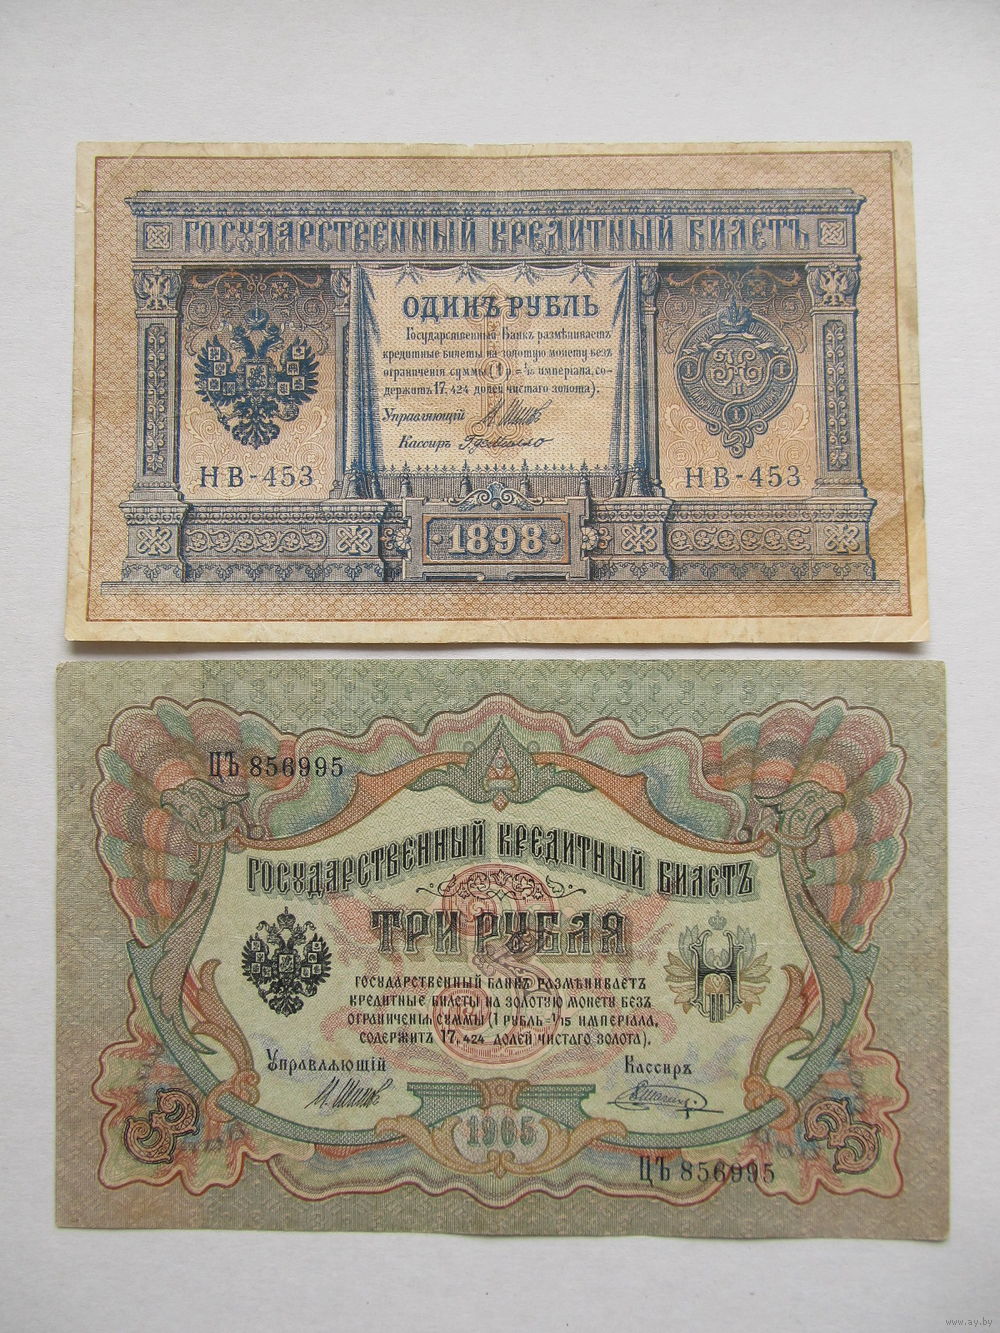 ГОСУДАРСТВЕННЫЙ КРЕДИТНЫЙ БИЛЕТЪ
ОДИНЪ РУБЛЬ
Государственный Банкъ размѣниваетъ
кредитные билеты на золотую монету безъ
ограниченія суммы (1 р. = 1/15 имперіала, со-
держитъ 17,424 долей чистаго золота).
Управляющій
Кассиръ
НВ-453
НВ-453
1898
ЦЪ 856995
ГОСУДАРСТВЕННЫЙ КРЕДИТНЫЙ БИЛЕТЪ
ТРИ РУБЛЯ
ГОСУДАРСТВЕННЫЙ БАНКЪ РАЗМѢНИВАЕТЪ
КРЕДИТНЫЕ БИЛЕТЫ НА ЗОЛОТУЮ МОНЕТУ БЕЗЪ
ОГРАНИЧЕНІЯ СУММЫ (1 РУБЛЬ = 1/15 ИМПЕРІАЛА,
СОДЕРЖИТЪ 17,424 ДОЛЕЙ ЧИСТАГО ЗОЛОТА).
Управляющій
Кассиръ
3
1905
3
ЦЪ 856995
www.ay.by